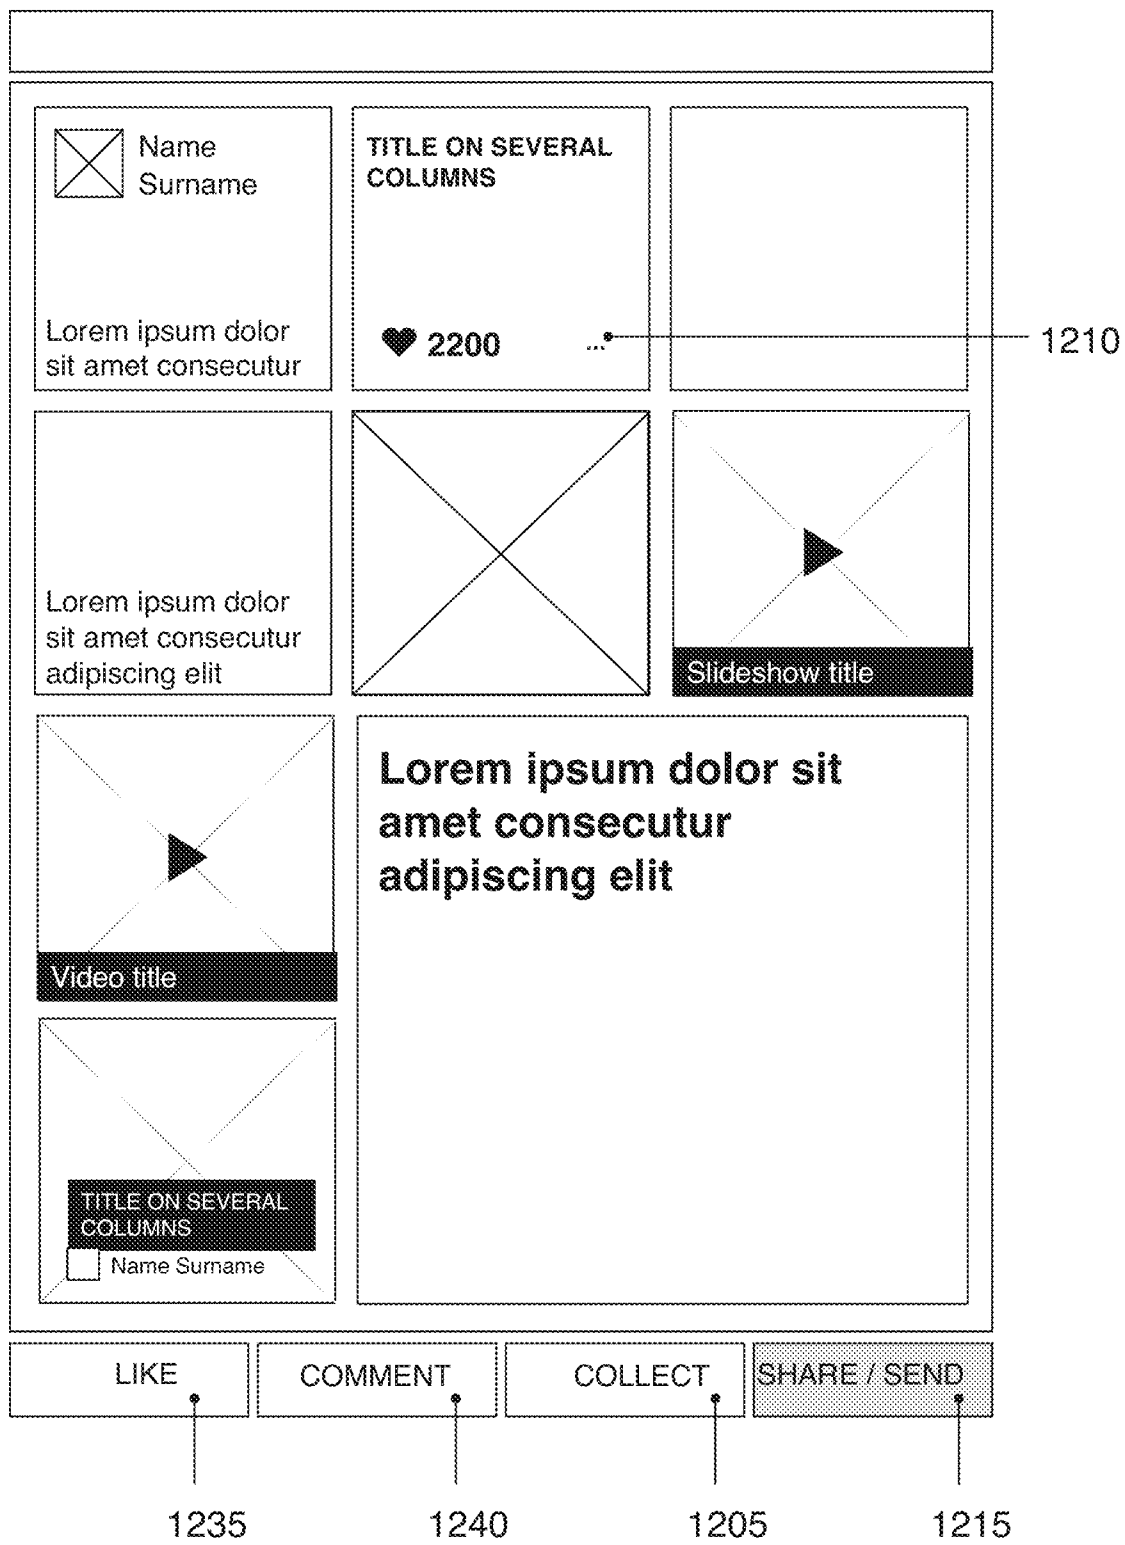 Name
Surname
Lorem ipsum dolor
sit amet consecutur
TITLE ON SEVERAL
COLUMNS
2200
...
1210
Lorem ipsum dolor
sit amet consecutur
adipiscing elit
Slideshow title
Video title
Lorem ipsum dolor sit
amet consecutur
adipiscing elit
TITLE ON SEVERAL
COLUMNS
Name Surname
LIKE
COMMENT
COLLECT
SHARE / SEND
1235
1240
1205
1215